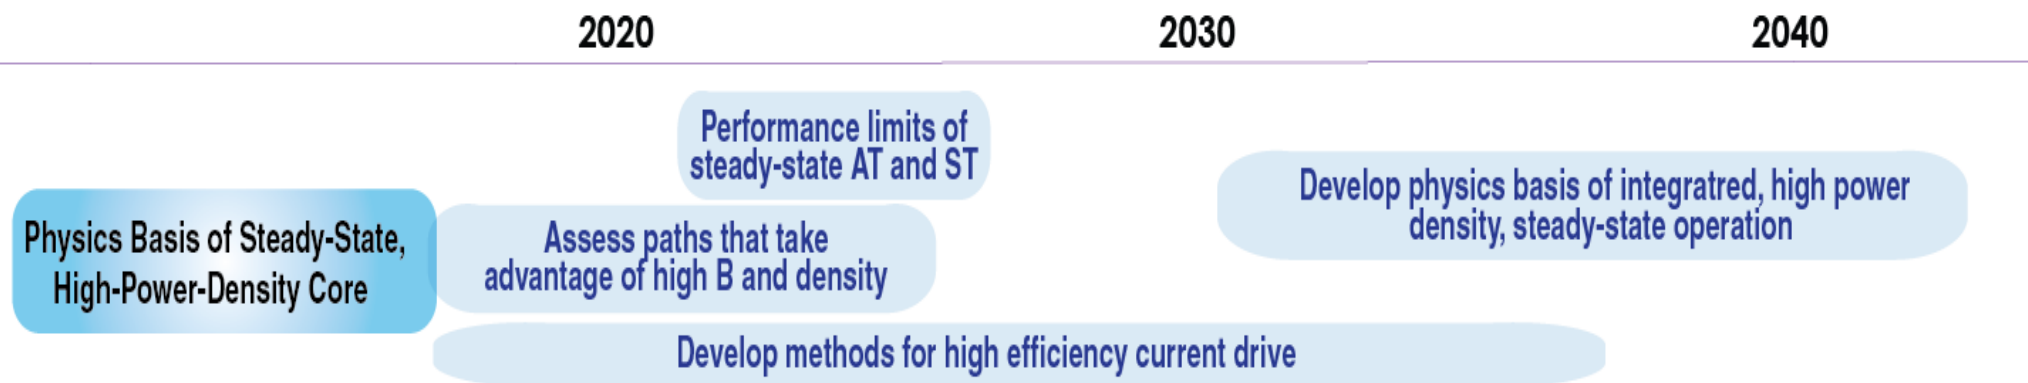 2020 2030 2040
Performance limits of
steady-state AT and ST
Develop physics basis of integratred, high power
density, steady-state operation
Physics Basis of Steady-State,
High-Power-Density Core
Assess paths that take
advantage of high B and density
Develop methods for high efficiency current drive